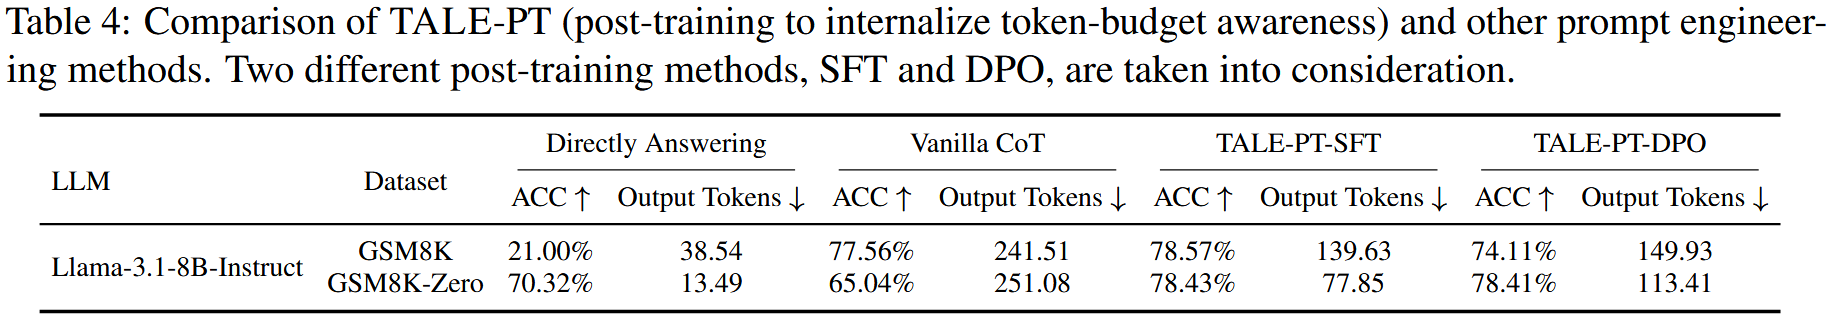 Table 4: Comparison of TALE-PT (post-training to internalize token-budget awareness) and other prompt engineer-
ing methods. Two different post-training methods, SFT and DPO, are taken into consideration.
LLM Dataset Directly Answering Vanilla CoT TALE-PT-SFT TALE-PT-DPO
ACC ↑ Output Tokens ↓ ACC ↑ Output Tokens ↓ ACC ↑ Output Tokens ↓ ACC ↑ Output Tokens ↓
Llama-3.1-8B-Instruct GSM8K 21.00% 38.54 77.56% 241.51 78.57% 139.63 74.11% 149.93
GSM8K-Zero 70.32% 13.49 65.04% 251.08 78.43% 77.85 78.41% 113.41